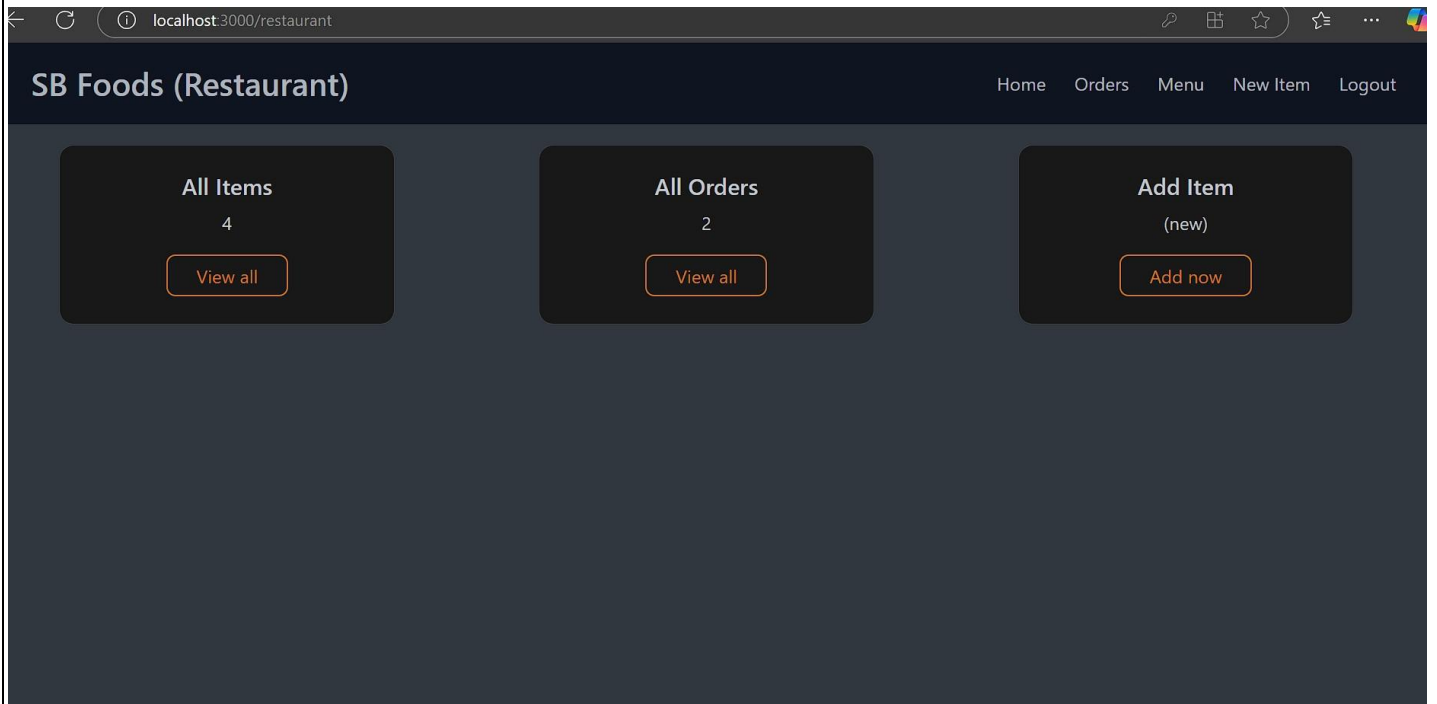 localhost:3000/restaurant
SB Foods (Restaurant)
Home Orders Menu New Item Logout
All Items
4
View all
All Orders
2
View all
Add Item
(new)
Add now